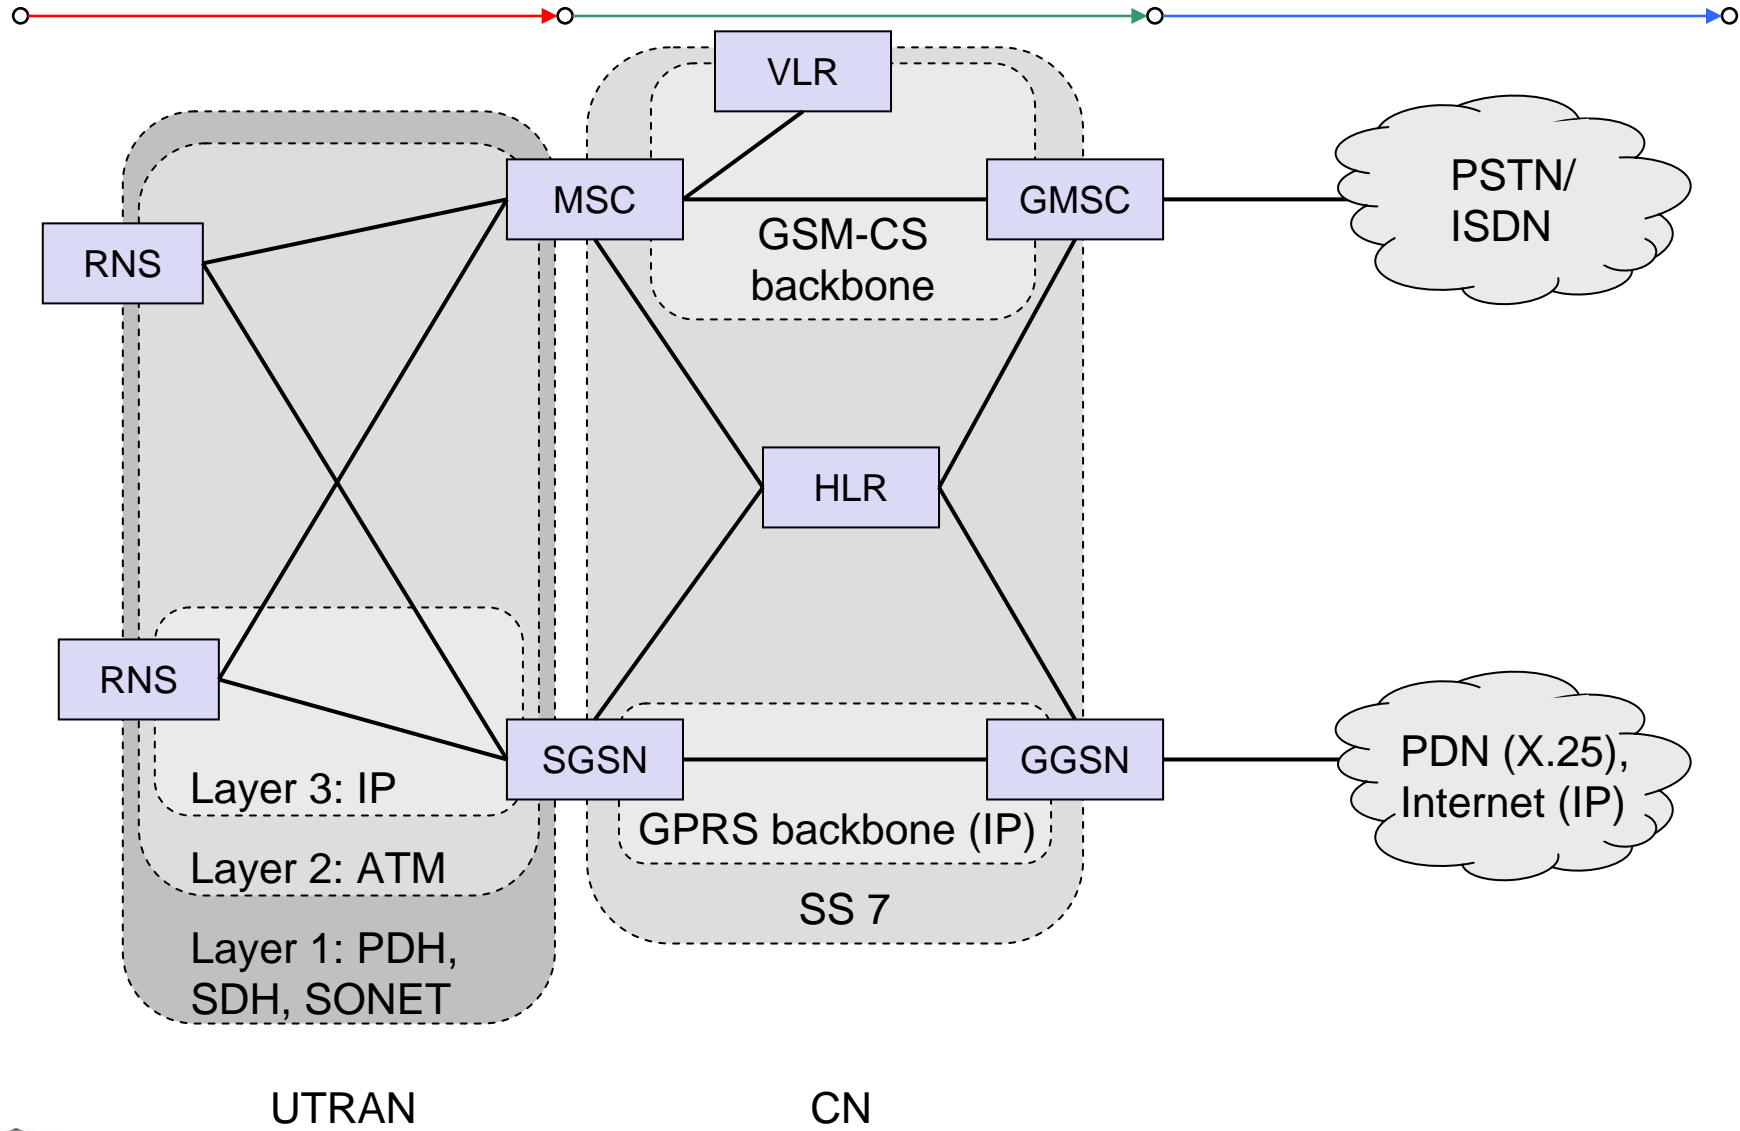 VLR
MSC
GMSC
PSTN/
ISDN
GSM-CS
backbone
RNS
HLR
RNS
SGSN
GGSN
PDN (X.25),
Internet (IP)
Layer 3: IP
GPRS backbone (IP)
Layer 2: ATM
SS 7
Layer 1: PDH,
SDH, SONET
UTRAN
CN